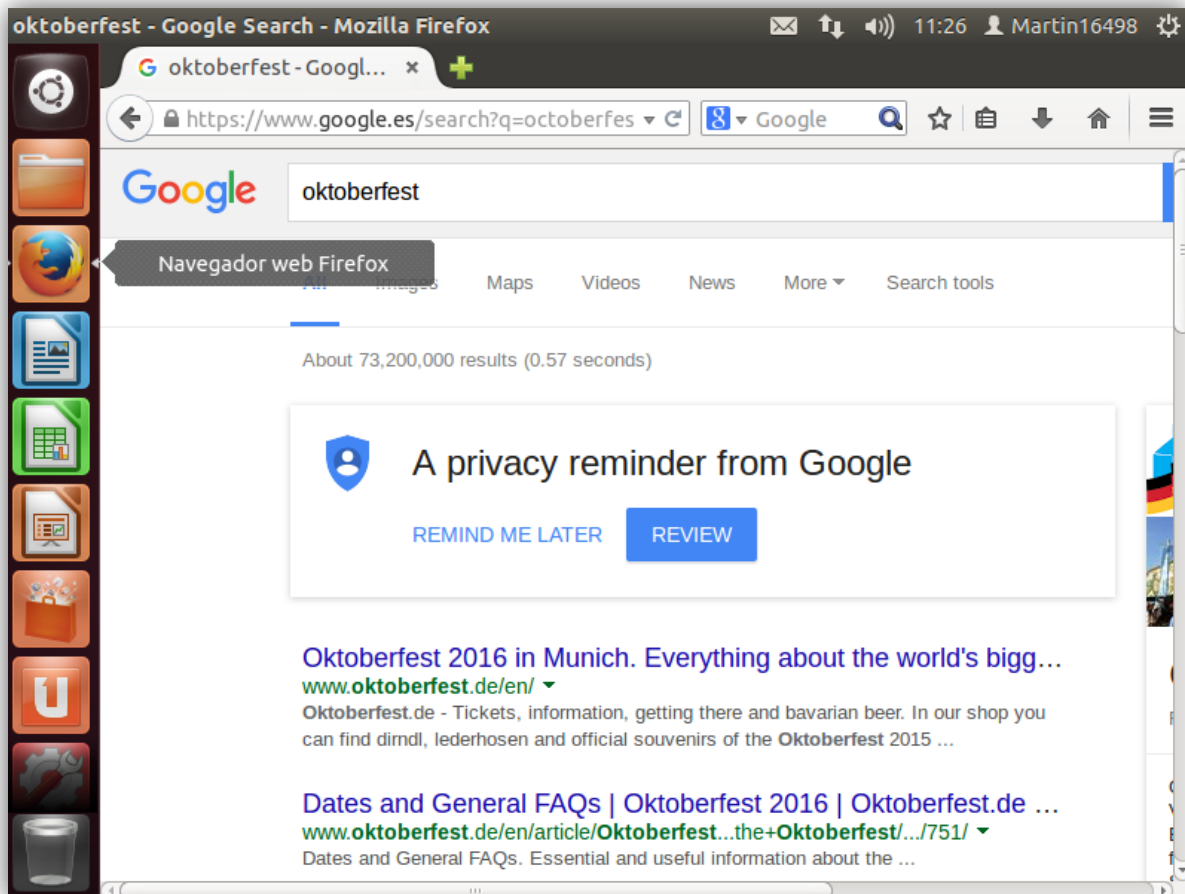 oktoberfest - Google Search - Mozilla Firefox
11:26 Martin16498
oktoberfest - Googl... ×
https://www.google.es/search?q=octoberfes
Google
Google
oktoberfest
Navegador web Firefox
All Images Maps Videos News More Search tools
About 73,200,000 results (0.57 seconds)
A privacy reminder from Google
REMIND ME LATER REVIEW
Oktoberfest 2016 in Munich. Everything about the world's bigg...
www.oktoberfest.de/en/
Oktoberfest.de - Tickets, information, getting there and bavarian beer. In our shop you
can find dirndl, lederhosen and official souvenirs of the Oktoberfest 2015 ...
Dates and General FAQs | Oktoberfest 2016 | Oktoberfest.de ...
www.oktoberfest.de/en/article/Oktoberfest...the+Oktoberfest/.../751/
Dates and General FAQs. Essential and useful information about the ...